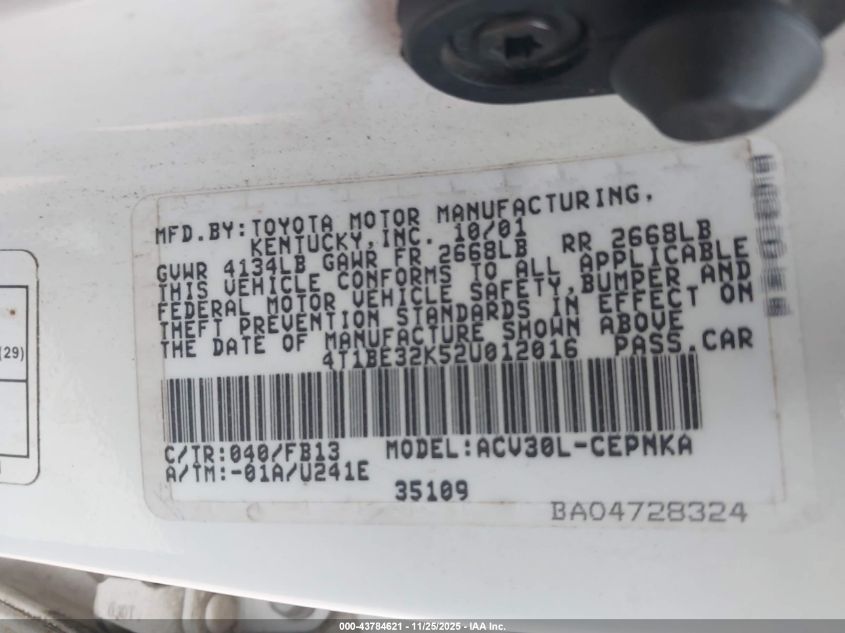 MFD.BY:TOYOTA MOTOR MANUFACTURING,
KENTUCKY,INC. 10/01
GVWR 4134LB GAWR FR 2668LB RR 2668LB
THIS VEHICLE CONFORMS TO ALL APPLICABLE
FEDERAL MOTOR VEHICLE SAFETY,BUMPER AND
THEFT PREVENTION STANDARDS IN EFFECT ON
THE DATE OF MANUFACTURE SHOWN ABOVE
4T1BE32K52U012016 PASS.CAR
C/TR:040/FB13 MODEL:ACV30L-CEPNKA
A/TM:-01A/U241E
35109
BA04728324
(29)
000-43784621 - 11/25/2025 - IAA Inc.